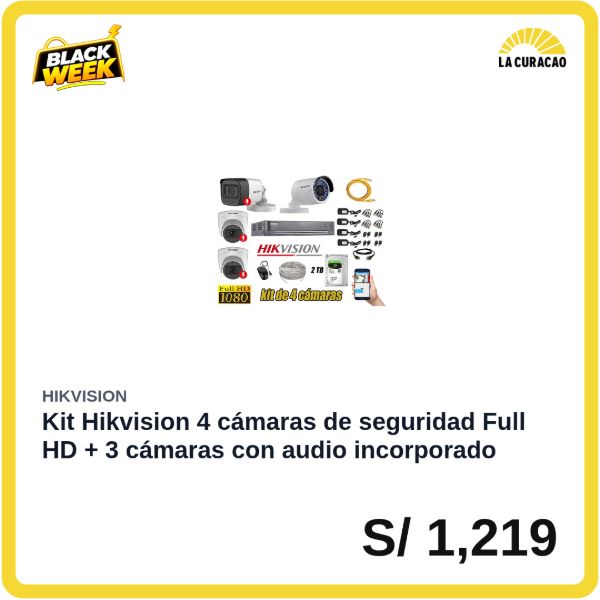 BLACK
WEEK
LA CURACAO
HIKVISION
2 TB
Full HD
1080
kit de 4 cámaras
HIKVISION
Kit Hikvision 4 cámaras de seguridad Full
HD + 3 cámaras con audio incorporado
S/ 1,219